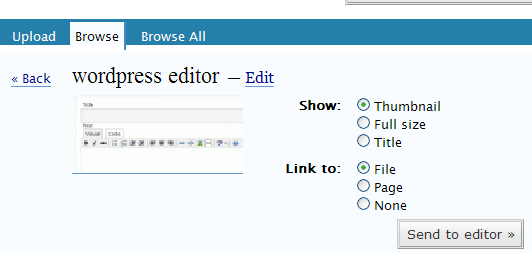 Upload Browse Browse All
« Back wordpress editor — Edit
Title
Visual Code
Show: Thumbnail
Full size
Title
Link to: File
Page
None
Send to editor »